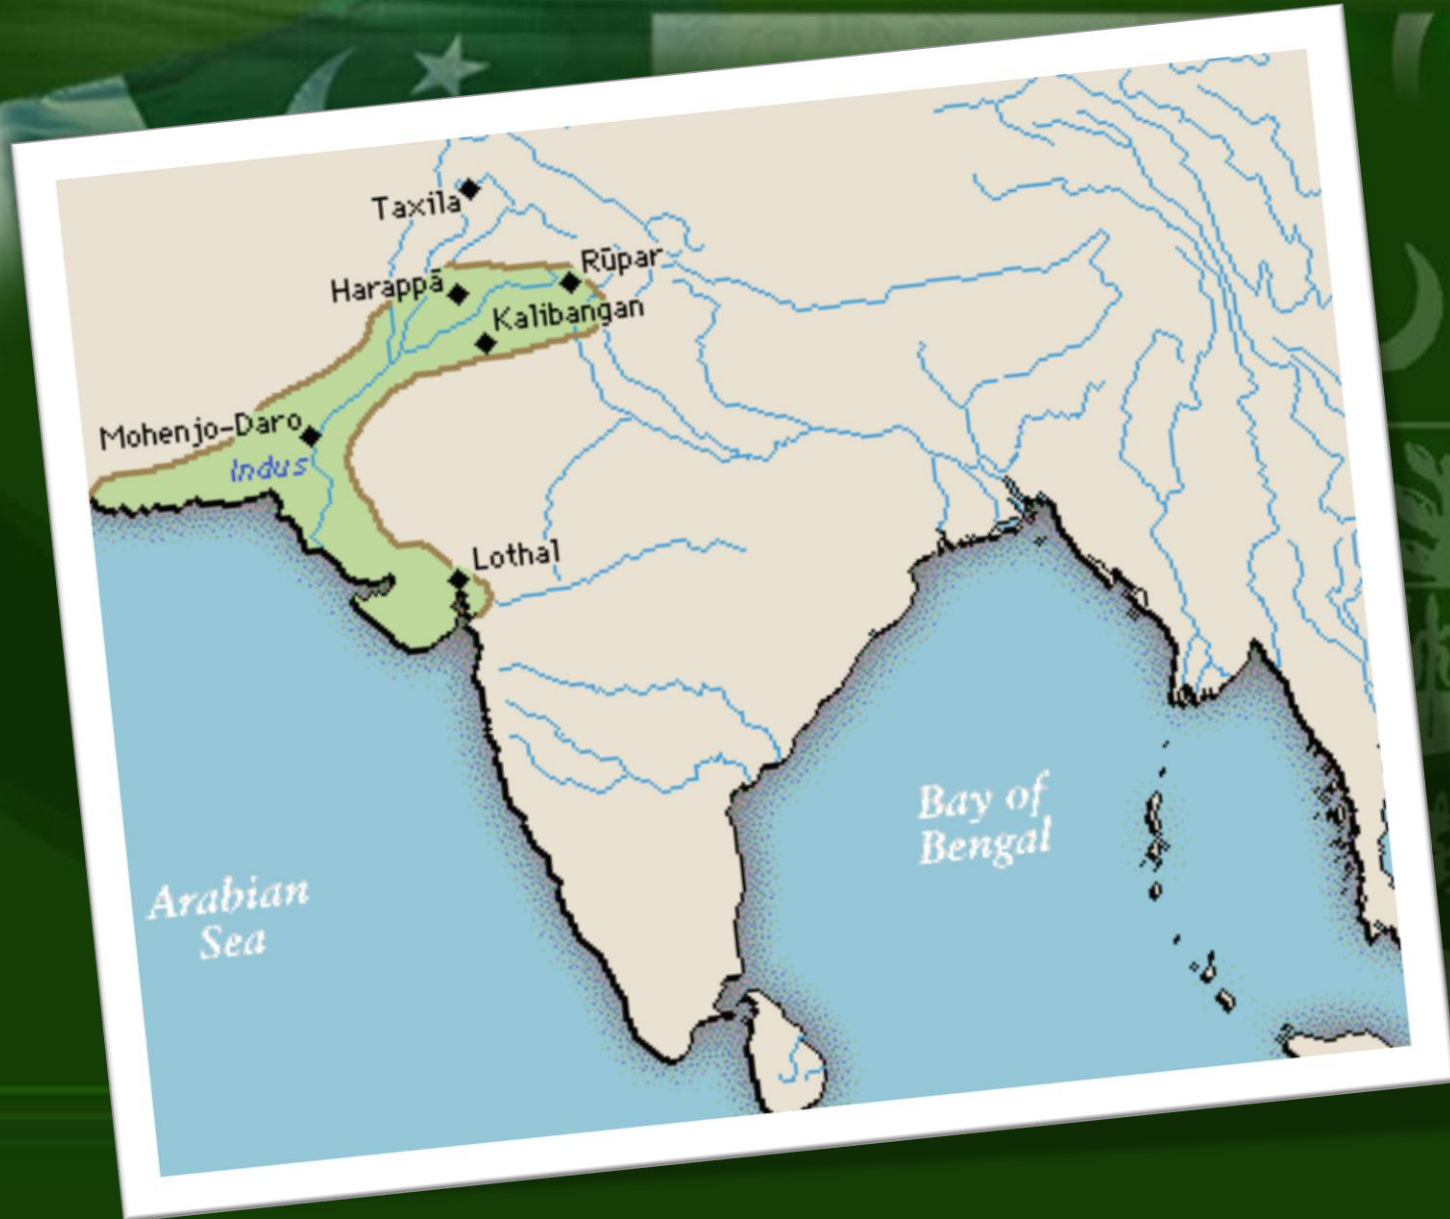 Taxila
Rūpar
Harappā
Kalibangan
Mohenjo-Daro
Indus
Lothal
Bay of
Bengal
Arabian
Sea